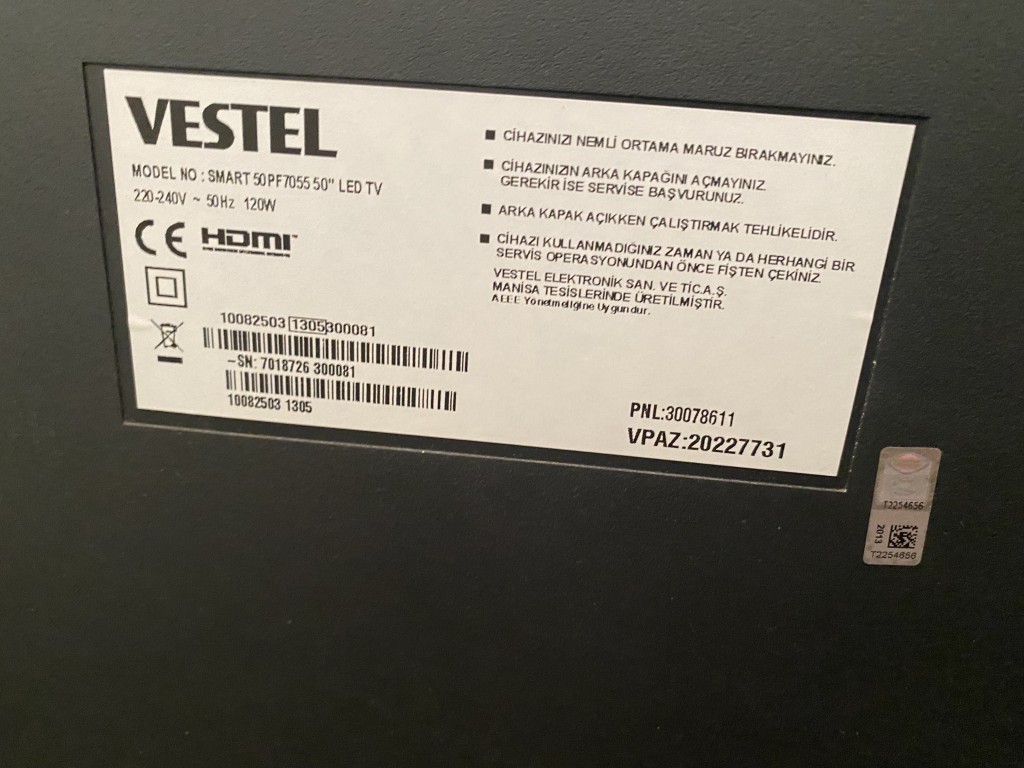 VESTEL
MODEL NO : SMART 50PF7055 50" LED TV
220-240V ~ 50Hz 120W
CE HDMI™
10082503 1305300081
-SN: 7018726 300081
10082503 1305
■ CİHAZINIZI NEMLİ ORTAMA MARUZ BIRAKMAYINIZ.
■ CİHAZINIZIN ARKA KAPAĞINI AÇMAYINIZ
GEREKİR İSE SERVİSE BAŞVURUNUZ.
■ ARKA KAPAK AÇIKKEN ÇALIŞTIRMAK TEHLİKELİDİR.
■ CİHAZI KULLANMADIĞINIZ ZAMAN YA DA HERHANGİ BİR
SERVİS OPERASYONUNDAN ÖNCE FİŞTEN ÇEKİNİZ.
VESTEL ELEKTRONİK SAN. VE TİC.A.Ş.
MANİSA TESİSLERİNDE ÜRETİLMİŞTİR.
AEEE Yönetmeliğine Uygundur.
PNL:30078611
VPAZ:20227731
T2254656
2013
T2254656